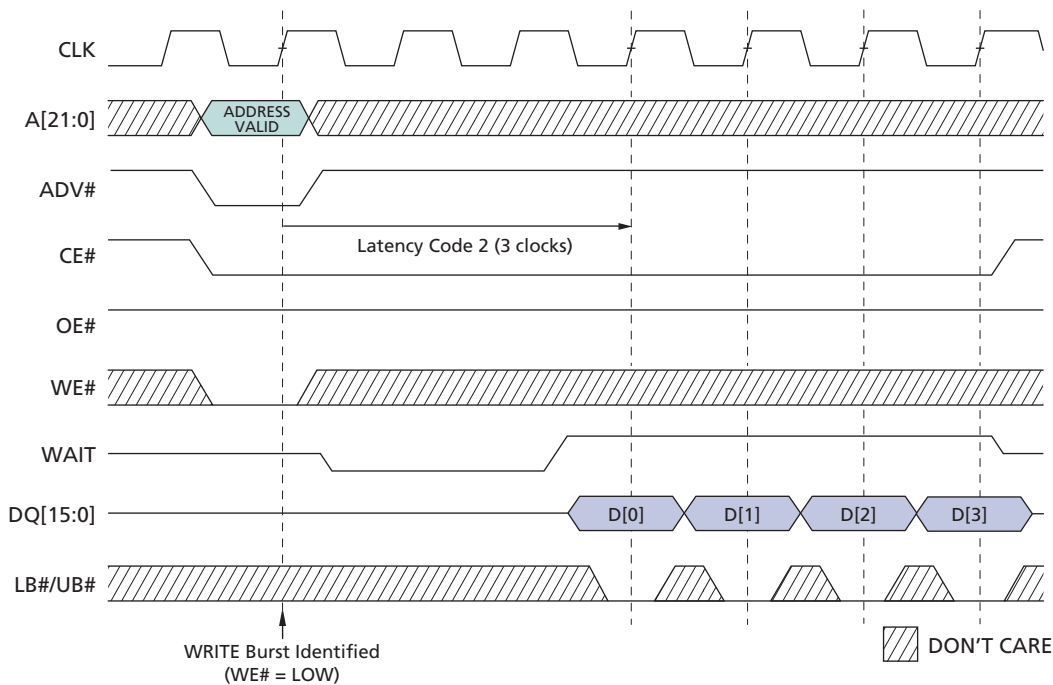 CLK
A[21:0]
ADDRESS
VALID
ADV#
Latency Code 2 (3 clocks)
CE#
OE#
WE#
WAIT
DQ[15:0]
D[0]
D[1]
D[2]
D[3]
LB#/UB#
WRITE Burst Identified
(WE# = LOW)
DON'T CARE